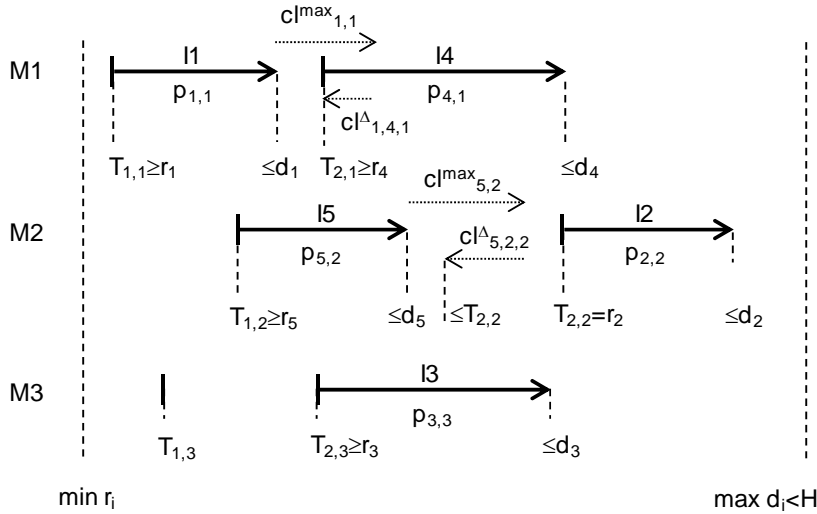 cl^max_1,1
M1 I1 I4
p_1,1 p_4,1
cl^Δ_1,4,1
T_1,1≥r_1 ≤d_1 T_2,1≥r_4 ≤d_4
cl^max_5,2
M2 I5 I2
p_5,2 cl^Δ_5,2,2 p_2,2
T_1,2≥r_5 ≤d_5 ≤T_2,2 T_2,2=r_2 ≤d_2
M3 I3
p_3,3
T_1,3 T_2,3≥r_3 ≤d_3
min r_i max d_i<H